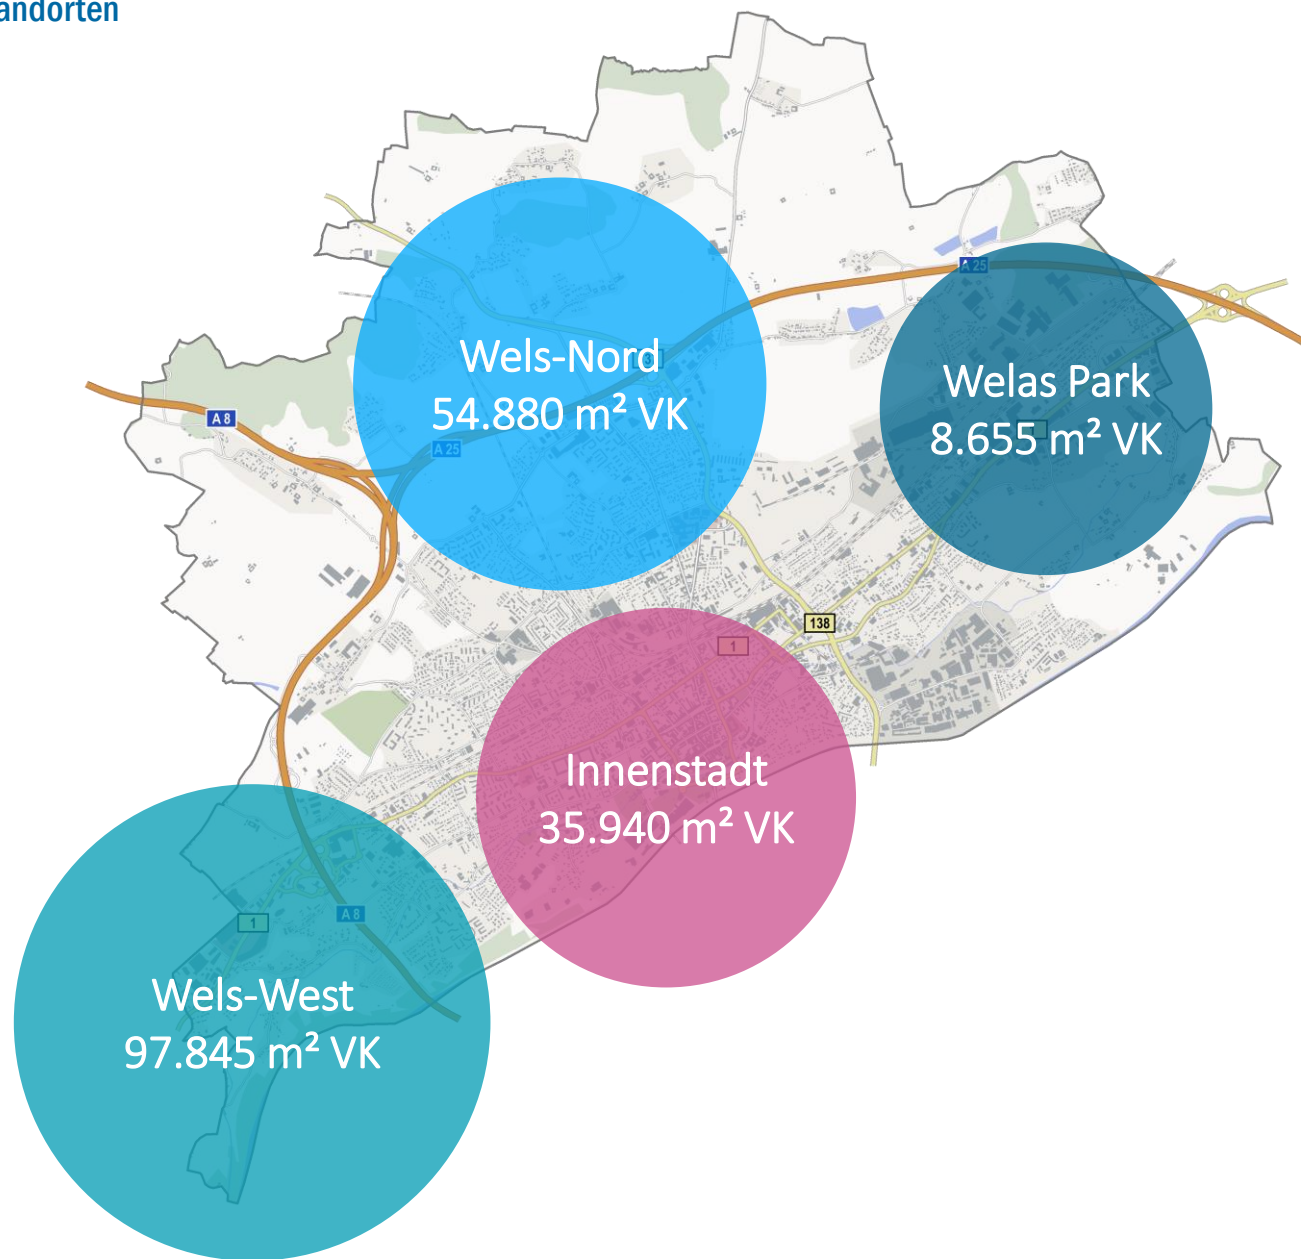 andorten
A 25
Wels-Nord
54.880 m² VK
Welas Park
8.655 m² VK
A 8
A 25
138
1
Innenstadt
35.940 m² VK
A 8
1
Wels-West
97.845 m² VK